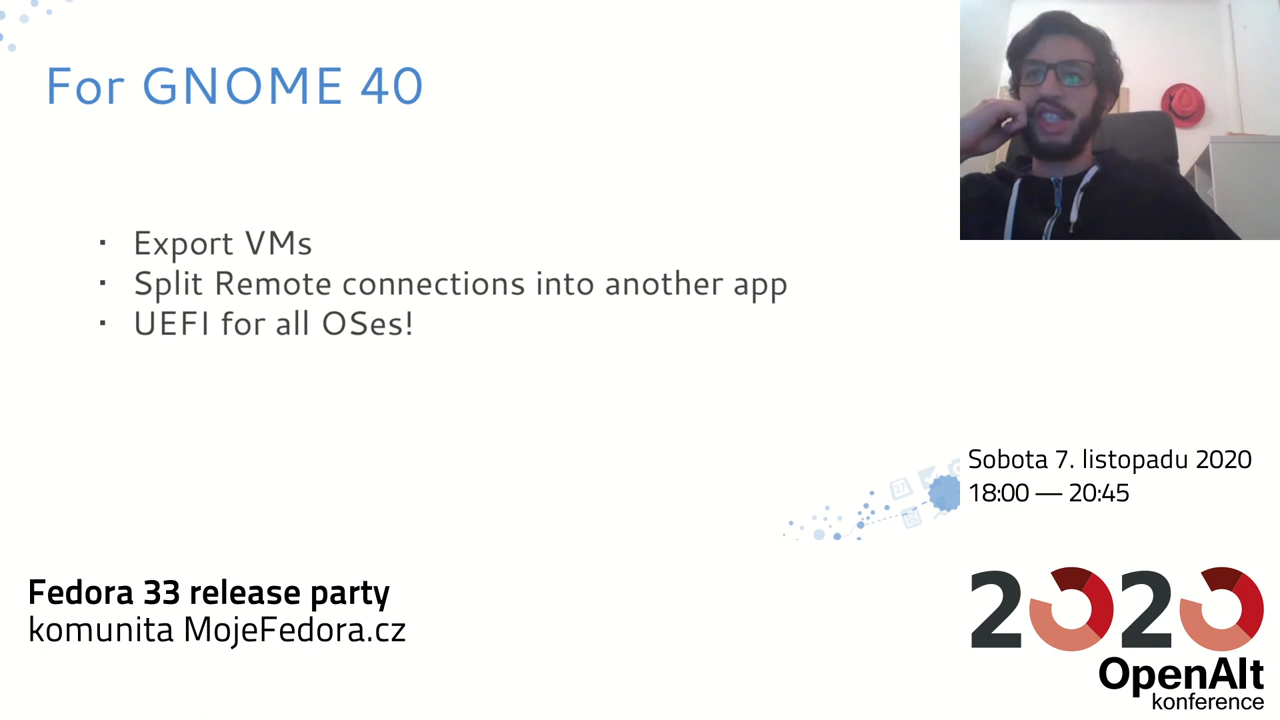 For GNOME 40
Export VMs
Split Remote connections into another app
UEFI for all OSes!
27
Sobota 7. listopadu 2020
18:00 — 20:45
Fedora 33 release party
komunita MojeFedora.cz
2020
OpenAlt
konference